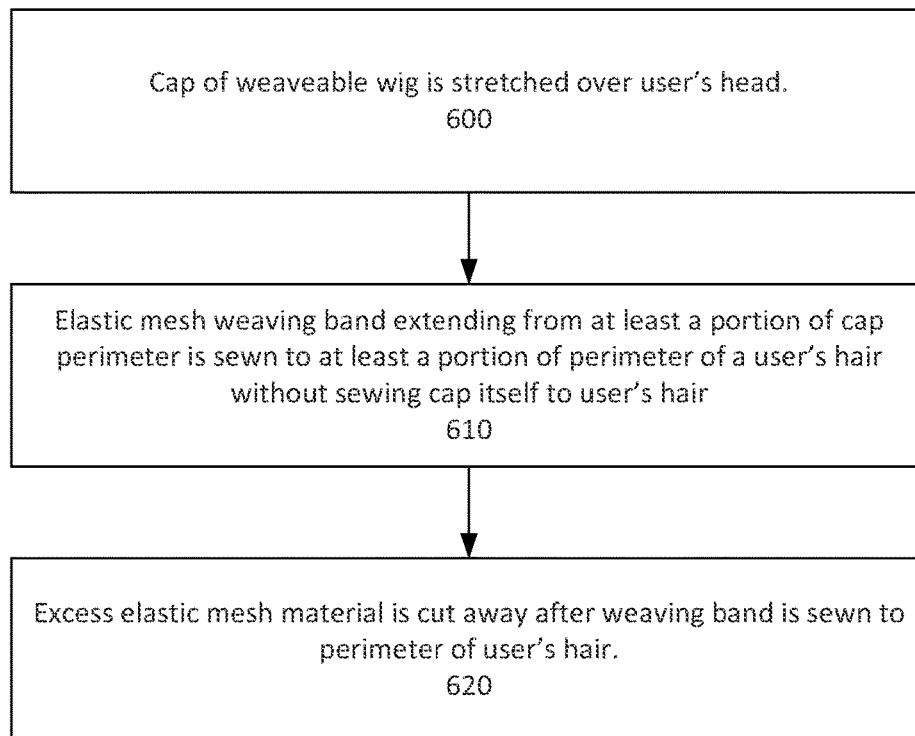 Cap of weaveable wig is stretched over user's head.
600
Elastic mesh weaving band extending from at least a portion of cap
perimeter is sewn to at least a portion of perimeter of a user's hair
without sewing cap itself to user's hair
610
Excess elastic mesh material is cut away after weaving band is sewn to
perimeter of user's hair.
620